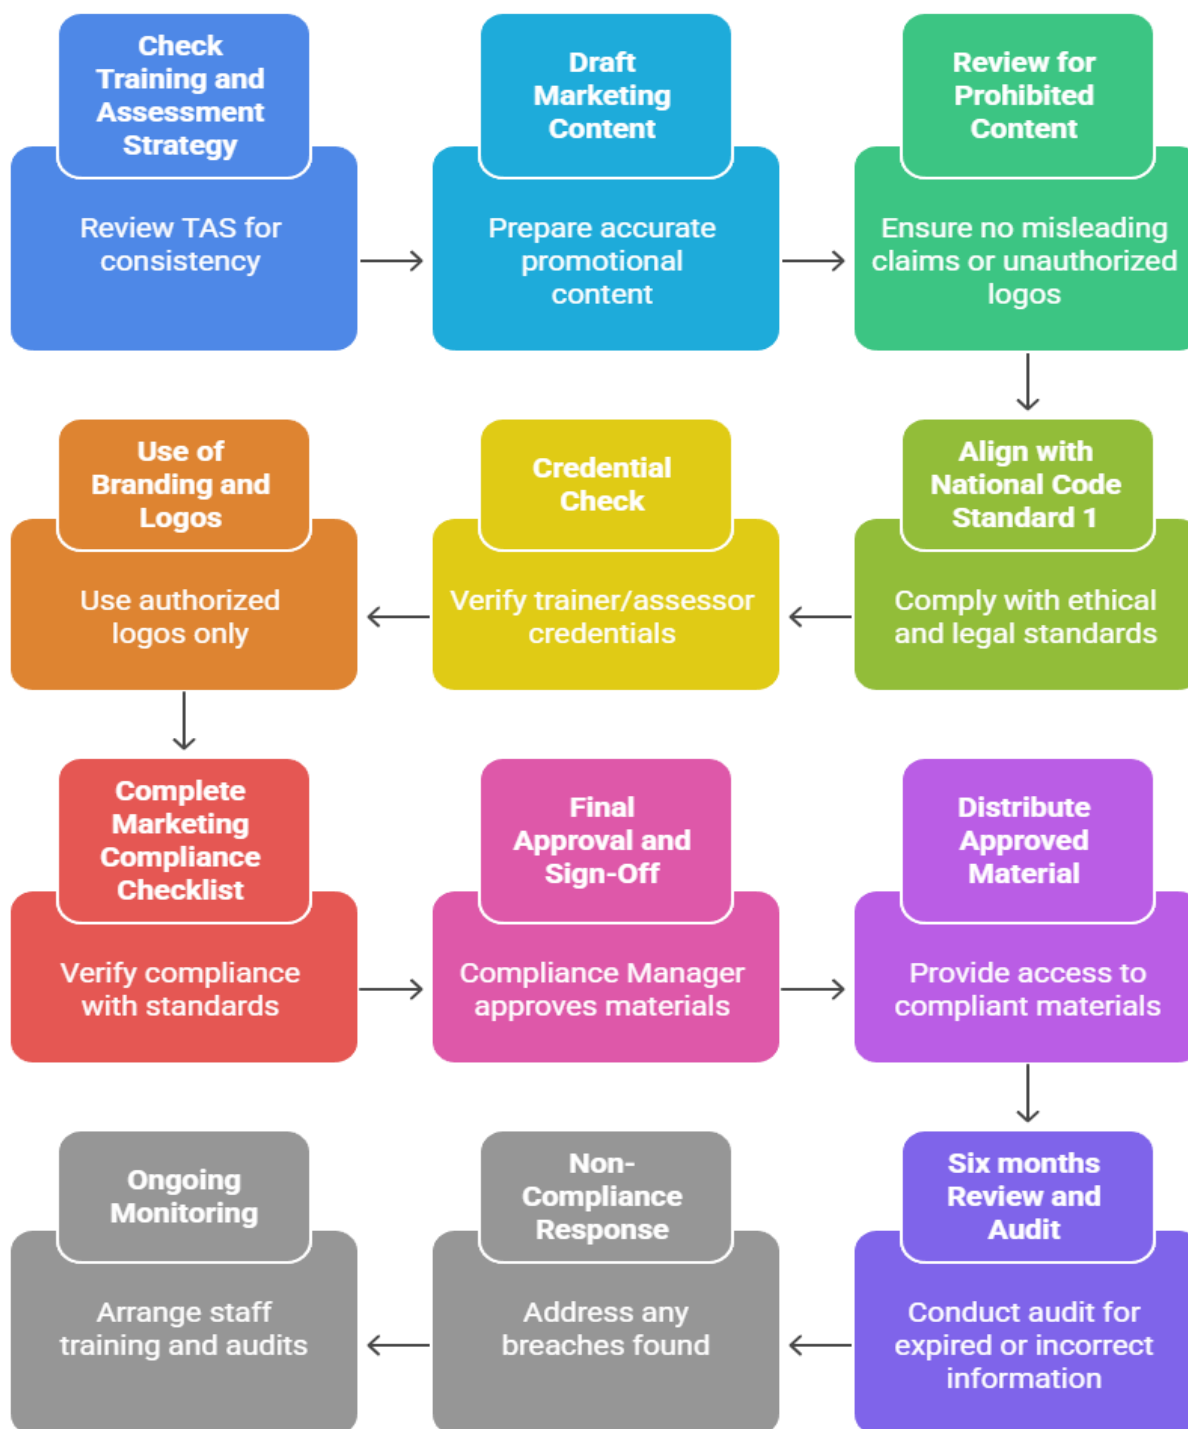 Check
Training and
Assessment
Strategy
Review TAS for
consistency
Draft
Marketing
Content
Prepare accurate
promotional
content
Review for
Prohibited
Content
Ensure no misleading
claims or unauthorized
logos
Align with
National Code
Standard 1
Comply with ethical
and legal standards
Credential
Check
Verify trainer/assessor
credentials
Use of
Branding and
Logos
Use authorized
logos only
Complete
Marketing
Compliance
Checklist
Verify compliance
with standards
Final
Approval and
Sign-Off
Compliance Manager
approves materials
Distribute
Approved
Material
Provide access to
compliant materials
Six months
Review and
Audit
Conduct audit for
expired or incorrect
information
Non-
Compliance
Response
Address any
breaches found
Ongoing
Monitoring
Arrange staff
training and audits